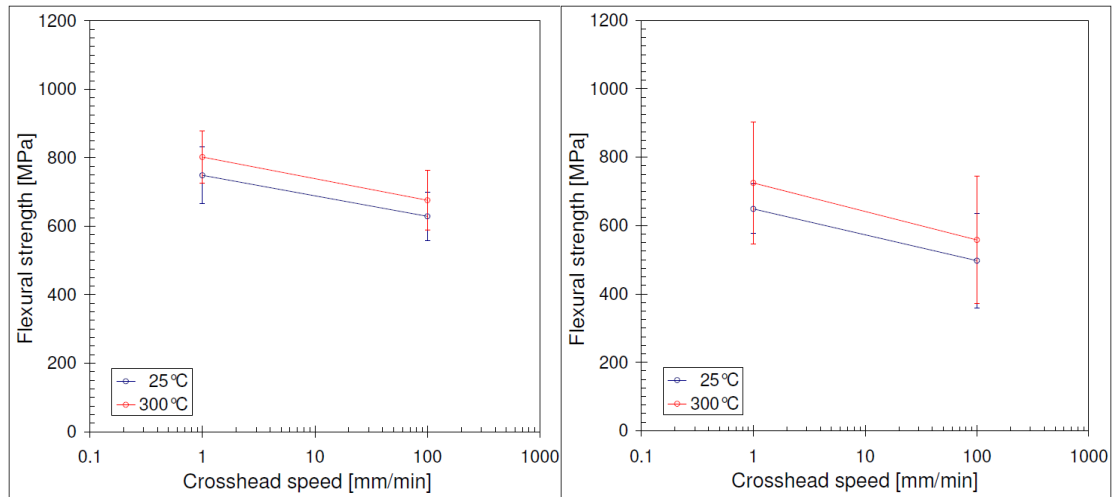 1200
1000
800
600
400
200
0
Flexural strength [MPa]
25°C
300°C
0.1 1 10 100 1000
Crosshead speed [mm/min]
1200
1000
800
600
400
200
0
Flexural strength [MPa]
25°C
300°C
0.1 1 10 100 1000
Crosshead speed [mm/min]